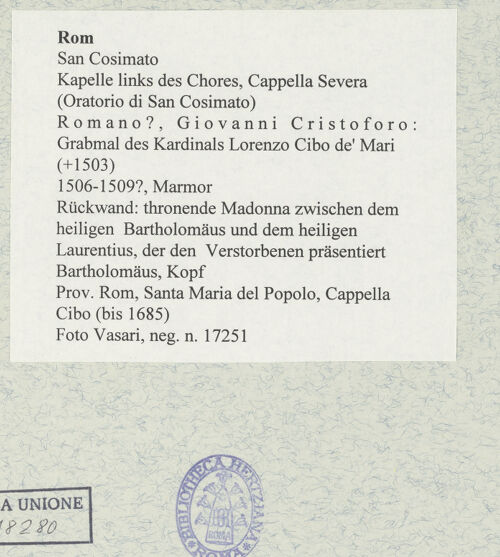 Rom
San Cosimato
Kapelle links des Chores, Cappella Severa
(Oratorio di San Cosimato)
Romano?, Giovanni Cristoforo:
Grabmal des Kardinals Lorenzo Cibo de' Mari
(+1503)
1506-1509?, Marmor
Rückwand: thronende Madonna zwischen dem
heiligen Bartholomäus und dem heiligen
Laurentius, der den Verstorbenen präsentiert
Bartholomäus, Kopf
Prov. Rom, Santa Maria del Popolo, Cappella
Cibo (bis 1685)
Foto Vasari, neg. n. 17251
A UNIONE
18280
BIBLIOTHECA HERTZIANA
ROMA